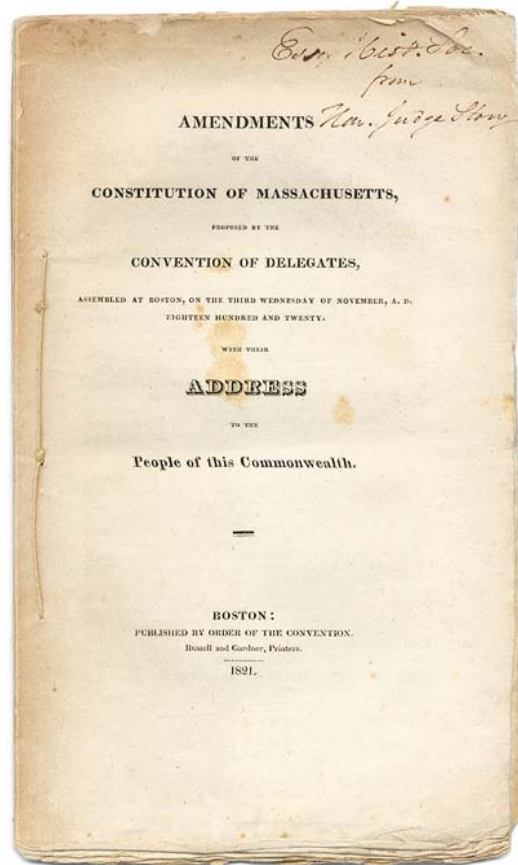 Essex Hist. Soc.
from
Hon. Judge Story
AMENDMENTS
OF THE
CONSTITUTION OF MASSACHUSETTS,
PROPOSED BY THE
CONVENTION OF DELEGATES,
ASSEMBLED AT BOSTON, ON THE THIRD WEDNESDAY OF NOVEMBER, A. D.
EIGHTEEN HUNDRED AND TWENTY.
WITH THEIR
ADDRESS
TO THE
People of this Commonwealth.
BOSTON:
PUBLISHED BY ORDER OF THE CONVENTION.
Russell and Gardner, Printers.
1821.